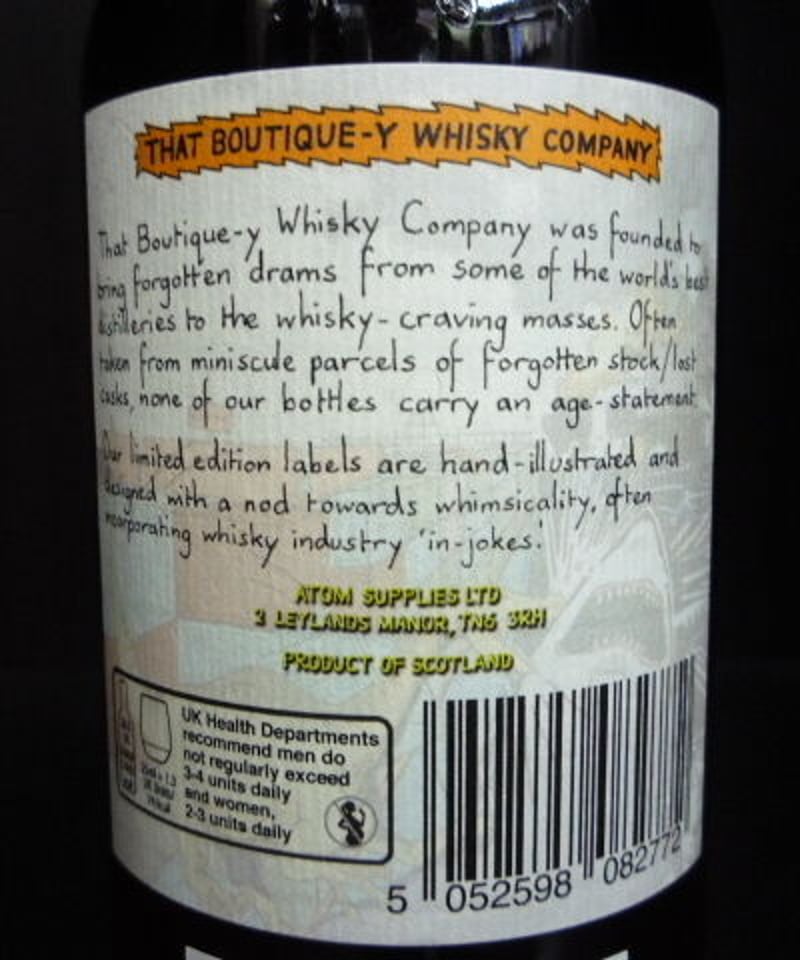 THAT BOUTIQUE-Y WHISKY COMPANY
That Boutique-y Whisky Company was founded to
bring forgotten drams from some of the world's best
distilleries to the whisky-craving masses. Often
taken from miniscule parcels of forgotten stock/lost
casks, none of our bottles carry an age-statement.
Our limited edition labels are hand-illustrated and
designed with a nod towards whimsicality, often
incorporating whisky industry 'in-jokes.'
ATOM SUPPLIES LTD
2 LEYLANDS MANOR, TN6 3RH
PRODUCT OF SCOTLAND
UK Health Departments
recommend men do
not regularly exceed
3-4 units daily
and women,
2-3 units daily
5 052598 082772